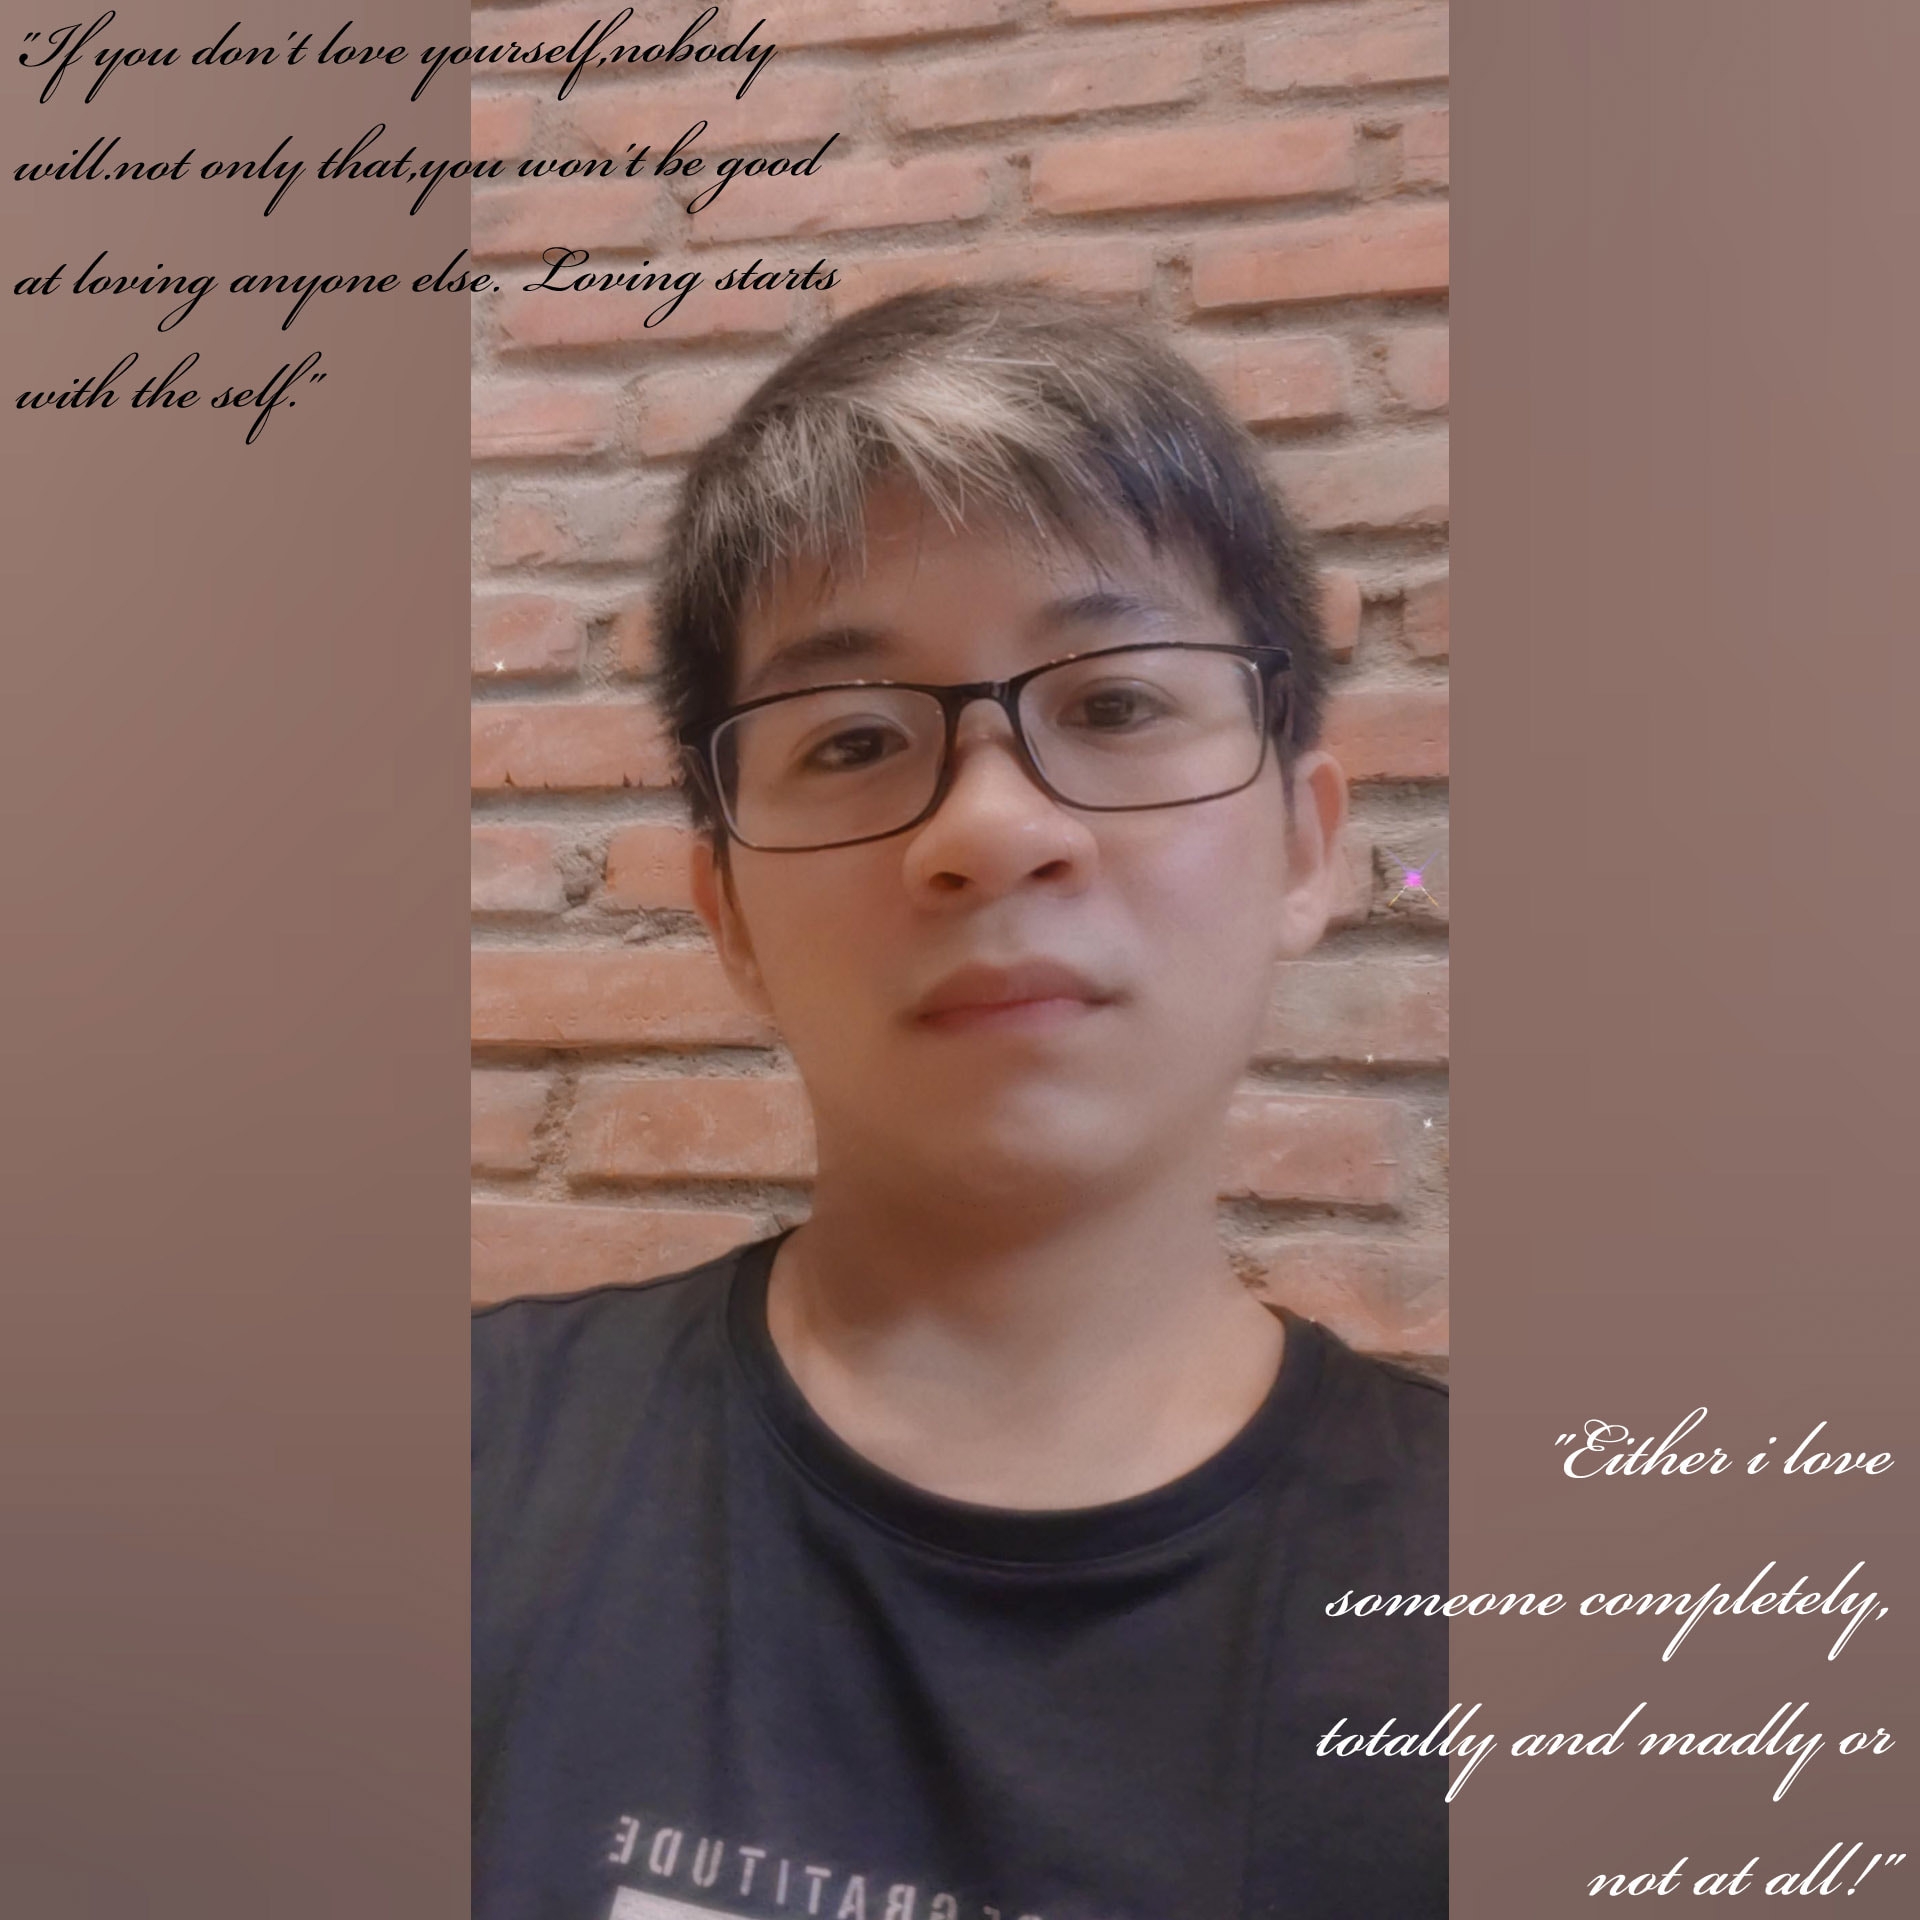 "If you don't love yourself,nobody
will.not only that,you won't be good
at loving anyone else. Loving starts
with the self."
"Either i love
someone completely,
totally and madly or
not at all!"
GRATITUDE